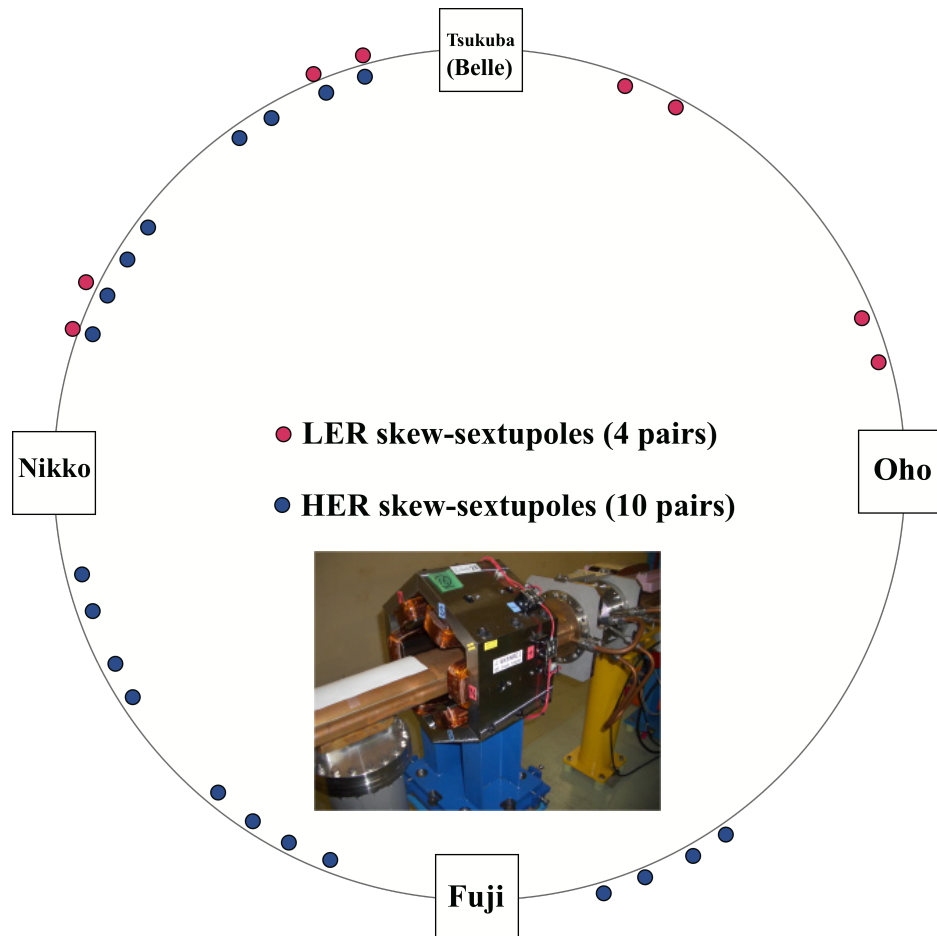 Tsukuba
(Belle)
LER skew-sextupoles (4 pairs)
Nikko
Oho
HER skew-sextupoles (10 pairs)
Fuji